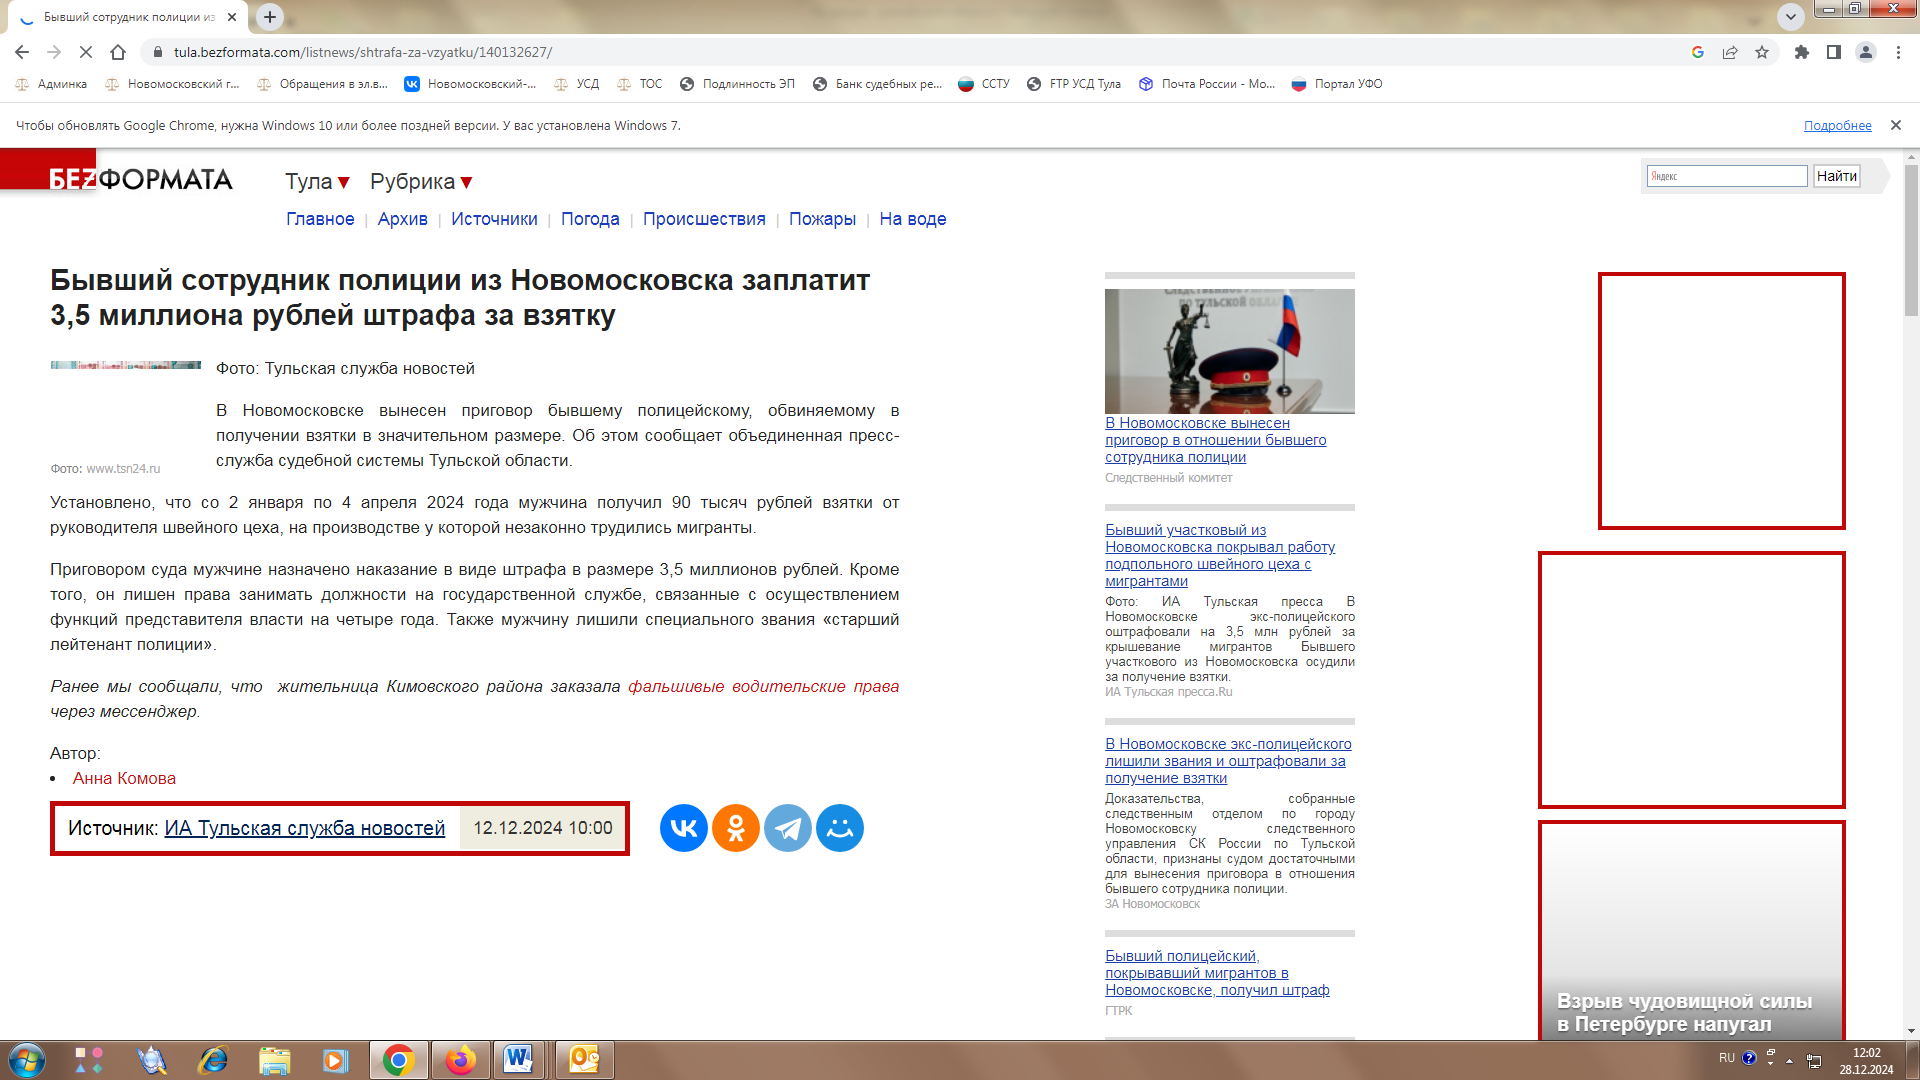 Бывший сотрудник полиции из
tula.bezformata.com/listnews/shtrafa-za-vzyatku/140132627/
Админка
Новомосковский г...
Обращения в эл.в...
Новомосковский-...
УСД
ТОС
Подлинность ЭП
Банк судебных ре...
ССТУ
FTP УСД Тула
Почта России - Мо...
Портал УФО
Чтобы обновлять Google Chrome, нужна Windows 10 или более поздней версии. У вас установлена Windows 7.
Подробнее
БЕZФОРМАТА
Тула▼ Рубрика▼
Яндекс
Найти
Главное | Архив | Источники | Погода | Происшествия | Пожары | На воде
Бывший сотрудник полиции из Новомосковска заплатит
3,5 миллиона рублей штрафа за взятку
Фото: Тульская служба новостей
В Новомосковске вынесен приговор бывшему полицейскому, обвиняемому в
получении взятки в значительном размере. Об этом сообщает объединенная пресс-
служба судебной системы Тульской области.
Фото: www.tsn24.ru
Установлено, что со 2 января по 4 апреля 2024 года мужчина получил 90 тысяч рублей взятки от
руководителя швейного цеха, на производстве у которой незаконно трудились мигранты.
Приговором суда мужчине назначено наказание в виде штрафа в размере 3,5 миллионов рублей. Кроме
того, он лишен права занимать должности на государственной службе, связанные с осуществлением
функций представителя власти на четыре года. Также мужчину лишили специального звания «старший
лейтенант полиции».
Ранее мы сообщали, что жительница Кимовского района заказала фальшивые водительские права
через мессенджер.
Автор:
• Анна Комова
Источник: ИА Тульская служба новостей
12.12.2024 10:00
ПО ТУЛЬСКОЙ ОБЛАСТИ
В Новомосковске вынесен
приговор в отношении бывшего
сотрудника полиции
Следственный комитет
Бывший участковый из
Новомосковска покрывал работу
подпольного швейного цеха с
мигрантами
Фото: ИА Тульская пресса В
Новомосковске экс-полицейского
оштрафовали на 3,5 млн рублей за
крышевание мигрантов Бывшего
участкового из Новомосковска осудили
за получение взятки.
ИА Тульская пресса.Ru
В Новомосковске экс-полицейского
лишили звания и оштрафовали за
получение взятки
Доказательства, собранные
следственным отделом по городу
Новомосковску следственного
управления СК России по Тульской
области, признаны судом достаточными
для вынесения приговора в отношении
бывшего сотрудника полиции.
ЗА Новомосковск
Бывший полицейский,
покрывавший мигрантов в
Новомосковске, получил штраф
ГТРК
Взрыв чудовищной силы
в Петербурге напугал
RU
12:02
28.12.2024